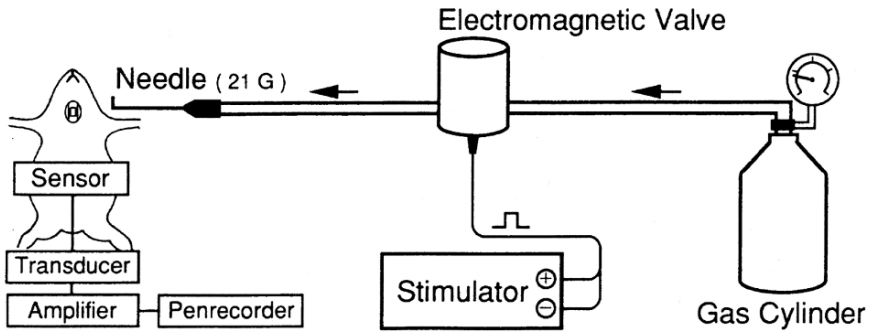 Electromagnetic Valve
Needle ( 21 G )
Sensor
Transducer
Amplifier
Penrecorder
Stimulator
+
−
Gas Cylinder